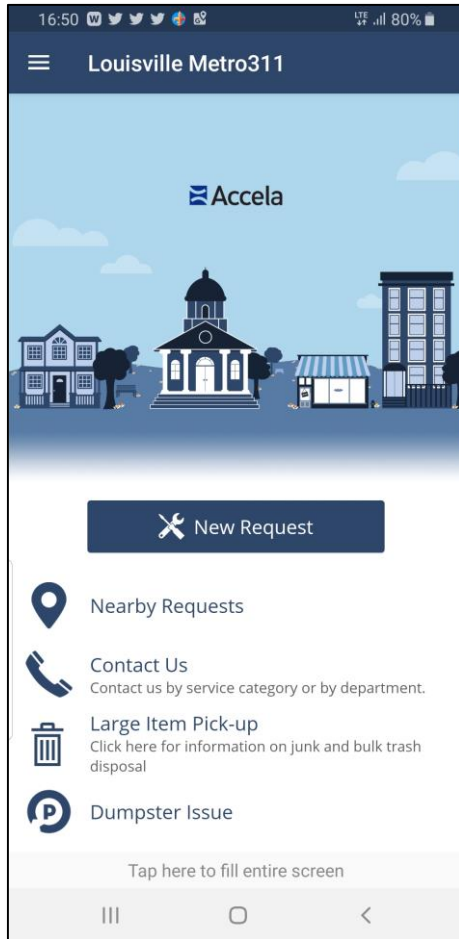 16:50 LTE 80%
Louisville Metro311
Accela
New Request
Nearby Requests
Contact Us
Contact us by service category or by department.
Large Item Pick-up
Click here for information on junk and bulk trash
disposal
P Dumpster Issue
Tap here to fill entire screen